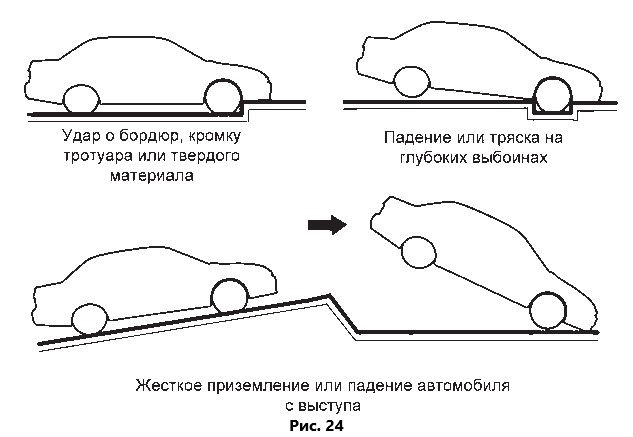 Удар о бордюр, кромку
тротуара или твердого
материала
Падение или тряска на
глубоких выбоинах
Жесткое приземление или падение автомобиля
с выступа
Рис. 24